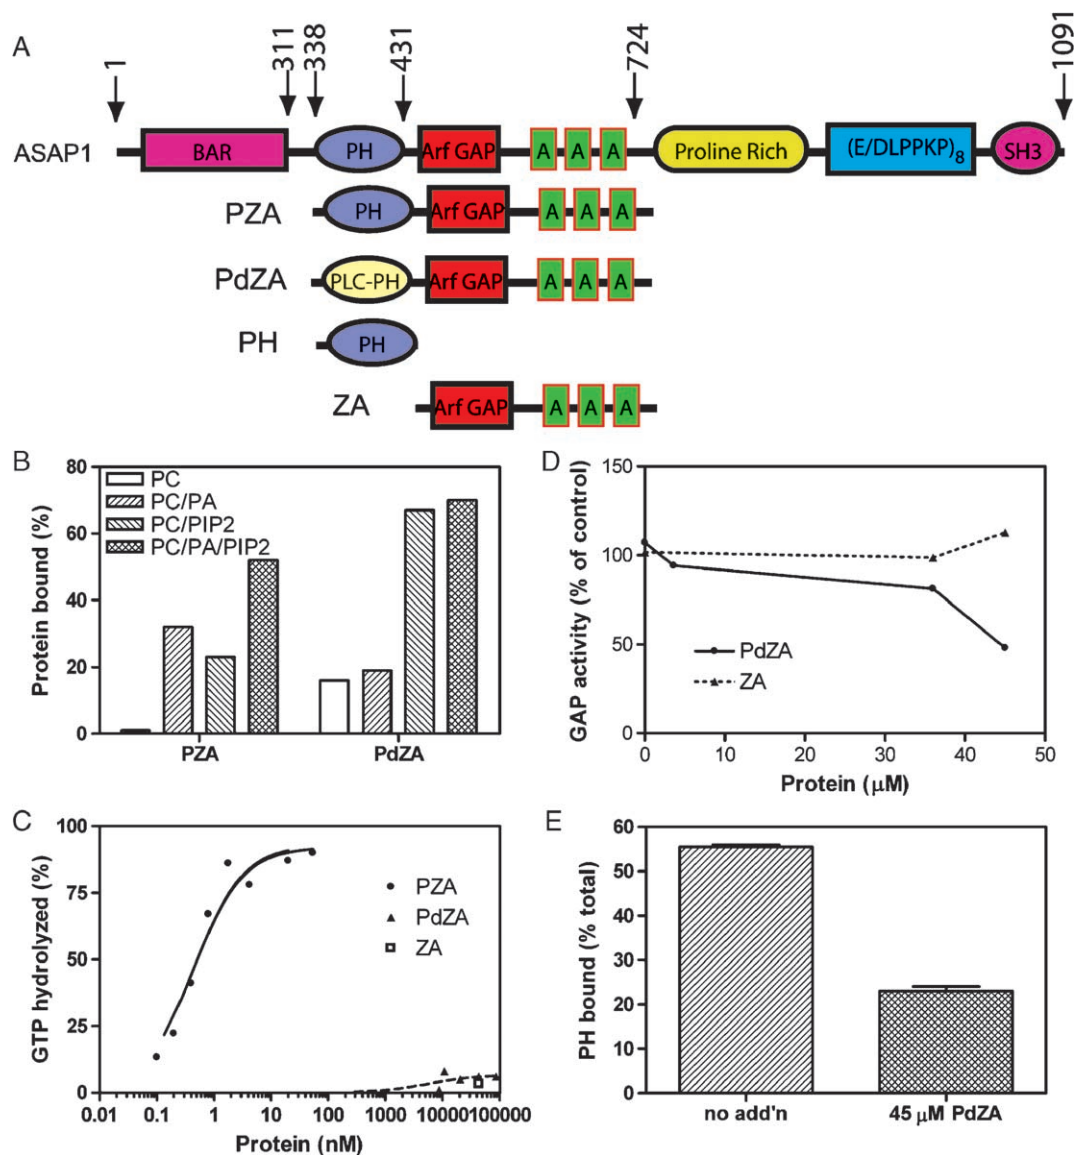 A
1
311
338
431
724
1091
ASAP1
BAR
PH
Arf GAP
A
A
A
Proline Rich
(E/DLPPKP)8
SH3
PZA
PH
Arf GAP
A
A
A
PdZA
PLC-PH
Arf GAP
A
A
A
PH
PH
ZA
Arf GAP
A
A
A
B
Protein bound (%)
80
60
40
20
0
PC
PC/PA
PC/PIP2
PC/PA/PIP2
PZA
PdZA
D
GAP activity (% of control)
150
100
50
0
PdZA
ZA
0
10
20
30
40
50
Protein (μM)
C
GTP hydrolyzed (%)
100
75
50
25
0
PZA
PdZA
ZA
0.01
0.1
1
10
100
1000
10000
100000
Protein (nM)
E
PH bound (% total)
60
50
40
30
20
10
0
no add'n
45 μM PdZA